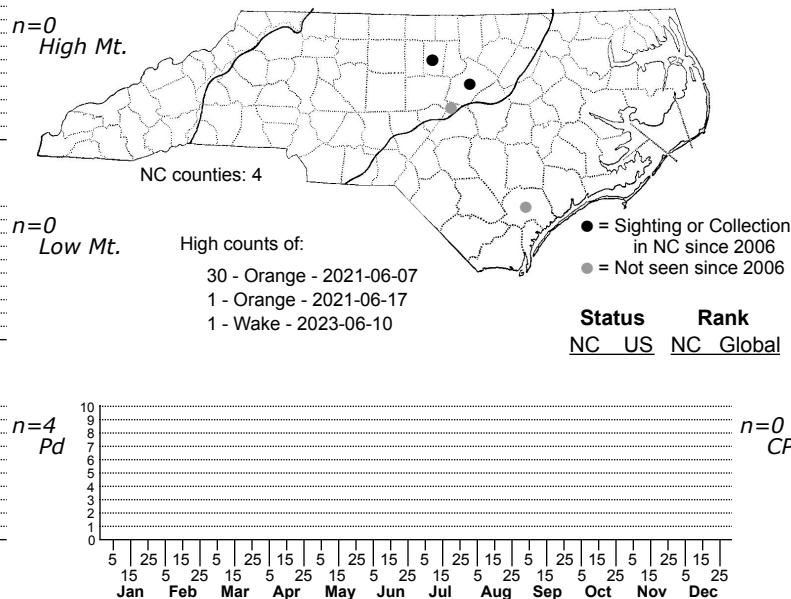 n=0
High Mt.
NC counties: 4
n=0
Low Mt.
High counts of:
30 - Orange - 2021-06-07
1 - Orange - 2021-06-17
1 - Wake - 2023-06-10
= Sighting or Collection
in NC since 2006
= Not seen since 2006
Status Rank
NC US NC Global
n=4
Pd
n=0
CP
10
9
8
7
6
5
4
3
2
1
0
5 25 15 5 25 15 5 25 15 5 25 15 5 25 15 5 25 15
15 5 25 15 5 25 15 5 25 15 5 25 15 5 25 15 5 25
Jan Feb Mar Apr May Jun Jul Aug Sep Oct Nov Dec